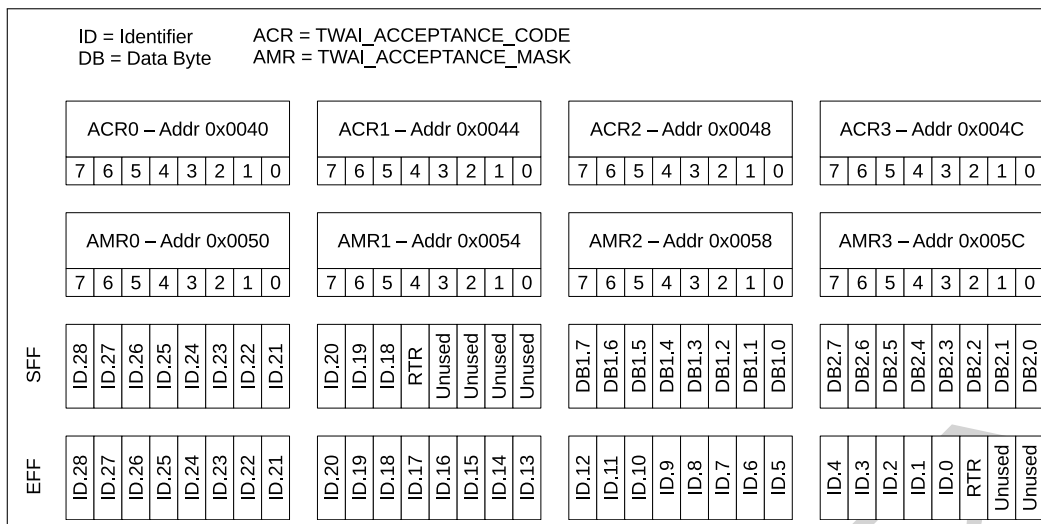 ID = Identifier ACR = TWAI_ACCEPTANCE_CODE
DB = Data Byte AMR = TWAI_ACCEPTANCE_MASK
ACR0 – Addr 0x0040 ACR1 – Addr 0x0044 ACR2 – Addr 0x0048 ACR3 – Addr 0x004C
7 6 5 4 3 2 1 0 7 6 5 4 3 2 1 0 7 6 5 4 3 2 1 0 7 6 5 4 3 2 1 0
AMR0 – Addr 0x0050 AMR1 – Addr 0x0054 AMR2 – Addr 0x0058 AMR3 – Addr 0x005C
7 6 5 4 3 2 1 0 7 6 5 4 3 2 1 0 7 6 5 4 3 2 1 0 7 6 5 4 3 2 1 0
SFF ID.28 ID.27 ID.26 ID.25 ID.24 ID.23 ID.22 ID.21 ID.20 ID.19 ID.18 RTR Unused Unused Unused Unused DB1.7 DB1.6 DB1.5 DB1.4 DB1.3 DB1.2 DB1.1 DB1.0 DB2.7 DB2.6 DB2.5 DB2.4 DB2.3 DB2.2 DB2.1 DB2.0
EFF ID.28 ID.27 ID.26 ID.25 ID.24 ID.23 ID.22 ID.21 ID.20 ID.19 ID.18 ID.17 ID.16 ID.15 ID.14 ID.13 ID.12 ID.11 ID.10 ID.9 ID.8 ID.7 ID.6 ID.5 ID.4 ID.3 ID.2 ID.1 ID.0 RTR Unused Unused